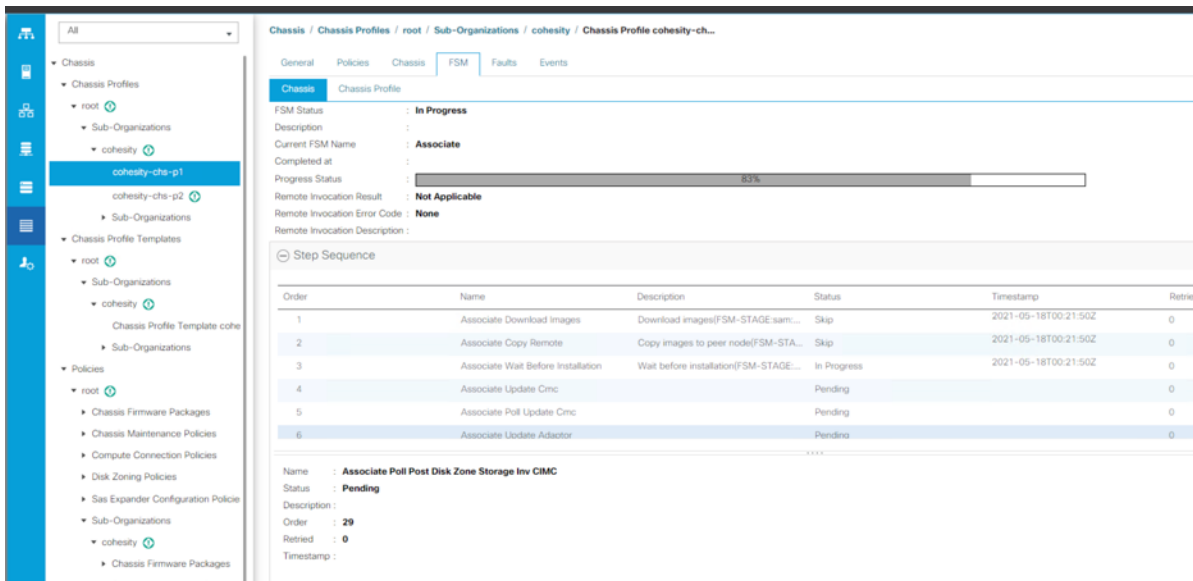 All
Chassis
Chassis Profiles
root
Sub-Organizations
cohesity
cohesity-chs-p1
cohesity-chs-p2
Sub-Organizations
Chassis Profile Templates
root
Sub-Organizations
cohesity
Chassis Profile Template cohe
Sub-Organizations
Policies
root
Chassis Firmware Packages
Chassis Maintenance Policies
Compute Connection Policies
Disk Zoning Policies
Sas Expander Configuration Policie
Sub-Organizations
cohesity
Chassis Firmware Packages
Chassis / Chassis Profiles / root / Sub-Organizations / cohesity / Chassis Profile cohesity-ch...
General Policies Chassis FSM Faults Events
Chassis Chassis Profile
FSM Status : In Progress
Description :
Current FSM Name : Associate
Completed at :
Progress Status : 83%
Remote Invocation Result : Not Applicable
Remote Invocation Error Code : None
Remote Invocation Description :
Step Sequence
Order Name Description Status Timestamp Retrie
1 Associate Download Images Download images(FSM-STAGE:sam:... Skip 2021-05-18T00:21:50Z 0
2 Associate Copy Remote Copy images to peer node(FSM-STA... Skip 2021-05-18T00:21:50Z 0
3 Associate Wait Before Installation Wait before installation(FSM-STAGE:... In Progress 2021-05-18T00:21:50Z 0
4 Associate Update Cmc Pending 0
5 Associate Poll Update Cmc Pending 0
6 Associate Update Adaptor Pending 0
Name : Associate Poll Post Disk Zone Storage Inv CIMC
Status : Pending
Description :
Order : 29
Retried : 0
Timestamp :